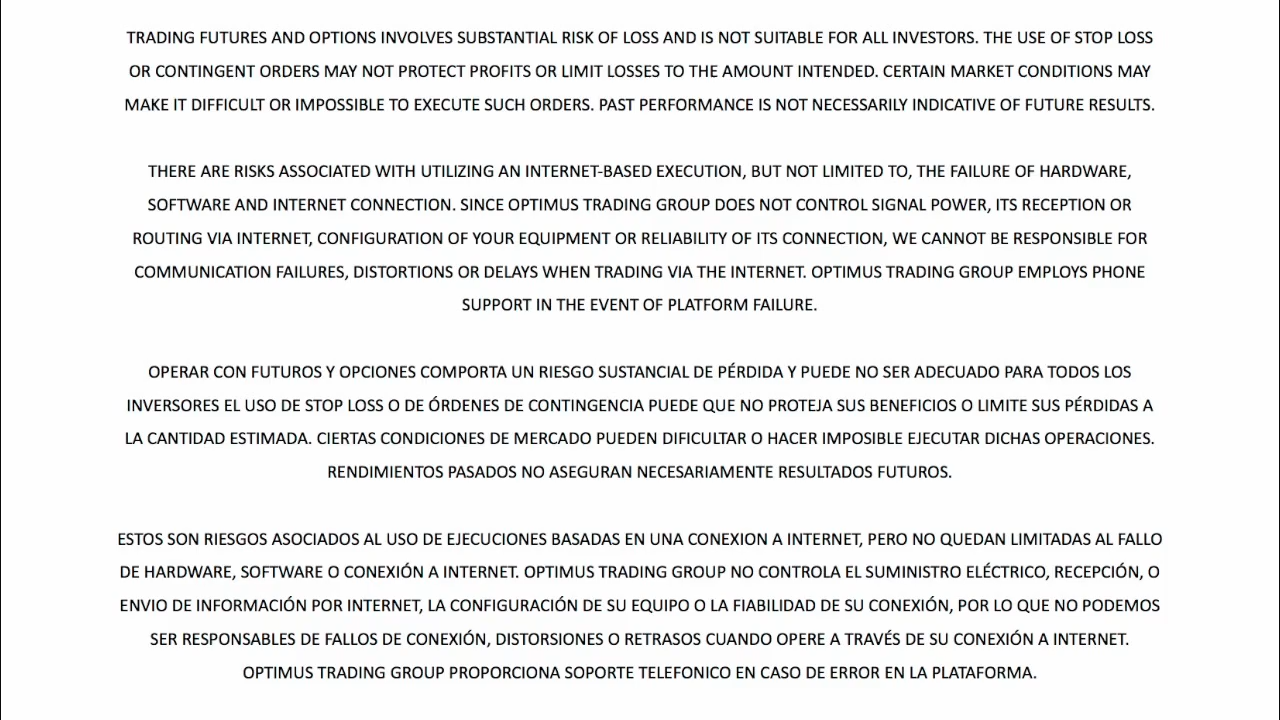 TRADING FUTURES AND OPTIONS INVOLVES SUBSTANTIAL RISK OF LOSS AND IS NOT SUITABLE FOR ALL INVESTORS. THE USE OF STOP LOSS
OR CONTINGENT ORDERS MAY NOT PROTECT PROFITS OR LIMIT LOSSES TO THE AMOUNT INTENDED. CERTAIN MARKET CONDITIONS MAY
MAKE IT DIFFICULT OR IMPOSSIBLE TO EXECUTE SUCH ORDERS. PAST PERFORMANCE IS NOT NECESSARILY INDICATIVE OF FUTURE RESULTS.
THERE ARE RISKS ASSOCIATED WITH UTILIZING AN INTERNET-BASED EXECUTION, BUT NOT LIMITED TO, THE FAILURE OF HARDWARE,
SOFTWARE AND INTERNET CONNECTION. SINCE OPTIMUS TRADING GROUP DOES NOT CONTROL SIGNAL POWER, ITS RECEPTION OR
ROUTING VIA INTERNET, CONFIGURATION OF YOUR EQUIPMENT OR RELIABILITY OF ITS CONNECTION, WE CANNOT BE RESPONSIBLE FOR
COMMUNICATION FAILURES, DISTORTIONS OR DELAYS WHEN TRADING VIA THE INTERNET. OPTIMUS TRADING GROUP EMPLOYS PHONE
SUPPORT IN THE EVENT OF PLATFORM FAILURE.
OPERAR CON FUTUROS Y OPCIONES COMPORTA UN RIESGO SUSTANCIAL DE PÉRDIDA Y PUEDE NO SER ADECUADO PARA TODOS LOS
INVERSORES EL USO DE STOP LOSS O DE ÓRDENES DE CONTINGENCIA PUEDE QUE NO PROTEJA SUS BENEFICIOS O LIMITE SUS PÉRDIDAS A
LA CANTIDAD ESTIMADA. CIERTAS CONDICIONES DE MERCADO PUEDEN DIFICULTAR O HACER IMPOSIBLE EJECUTAR DICHAS OPERACIONES.
RENDIMIENTOS PASADOS NO ASEGURAN NECESARIAMENTE RESULTADOS FUTUROS.
ESTOS SON RIESGOS ASOCIADOS AL USO DE EJECUCIONES BASADAS EN UNA CONEXION A INTERNET, PERO NO QUEDAN LIMITADAS AL FALLO
DE HARDWARE, SOFTWARE O CONEXIÓN A INTERNET. OPTIMUS TRADING GROUP NO CONTROLA EL SUMINISTRO ELÉCTRICO, RECEPCIÓN, O
ENVIO DE INFORMACIÓN POR INTERNET, LA CONFIGURACIÓN DE SU EQUIPO O LA FIABILIDAD DE SU CONEXIÓN, POR LO QUE NO PODEMOS
SER RESPONSABLES DE FALLOS DE CONEXIÓN, DISTORSIONES O RETRASOS CUANDO OPERE A TRAVÉS DE SU CONEXIÓN A INTERNET.
OPTIMUS TRADING GROUP PROPORCIONA SOPORTE TELEFONICO EN CASO DE ERROR EN LA PLATAFORMA.